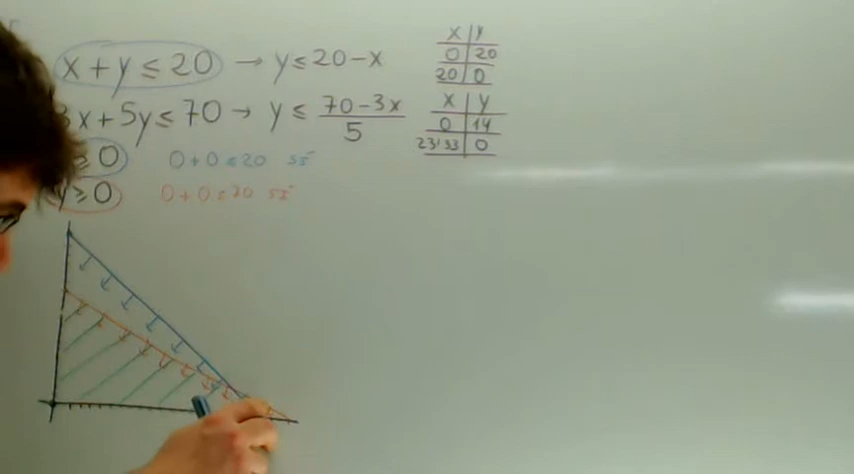 x + y ≤ 20 → y ≤ 20 - x
3x + 5y ≤ 70 → y ≤ (70 - 3x)/5
≥ 0
y ≥ 0
0 + 0 ≤ 20 sí
0 + 0 ≤ 70 sí
x | y
0 | 20
20 | 0
x | y
0 | 14
23'33 | 0